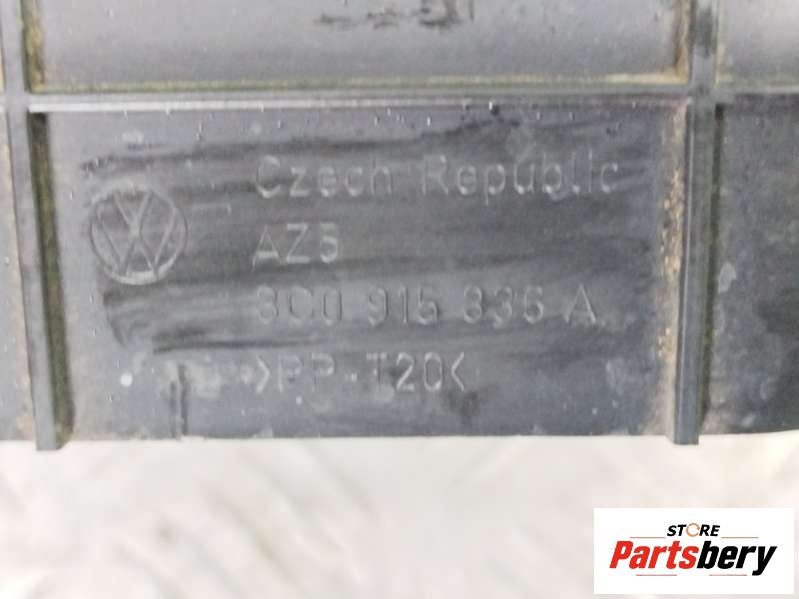 Czech Republic
AZ5
3C0 915 336 A
>PP-T20<
STORE
Partsbery